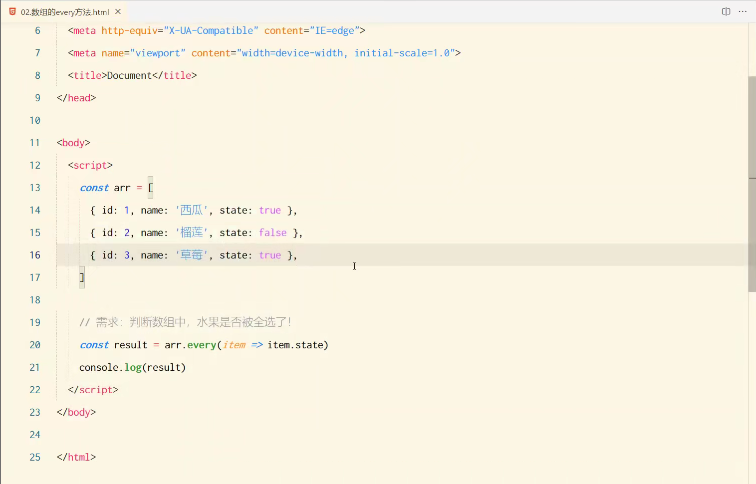 02.数组的every方法.html ×
6 <meta http-equiv="X-UA-Compatible" content="IE=edge">
7 <meta name="viewport" content="width=device-width, initial-scale=1.0">
8 <title>Document</title>
9 </head>
10
11 <body>
12 <script>
13 const arr = [
14 { id: 1, name: '西瓜', state: true },
15 { id: 2, name: '榴莲', state: false },
16 { id: 3, name: '草莓', state: true },
17 ]
18
19 // 需求：判断数组中，水果是否被全选了！
20 const result = arr.every(item => item.state)
21 console.log(result)
22 </script>
23 </body>
24
25 </html>